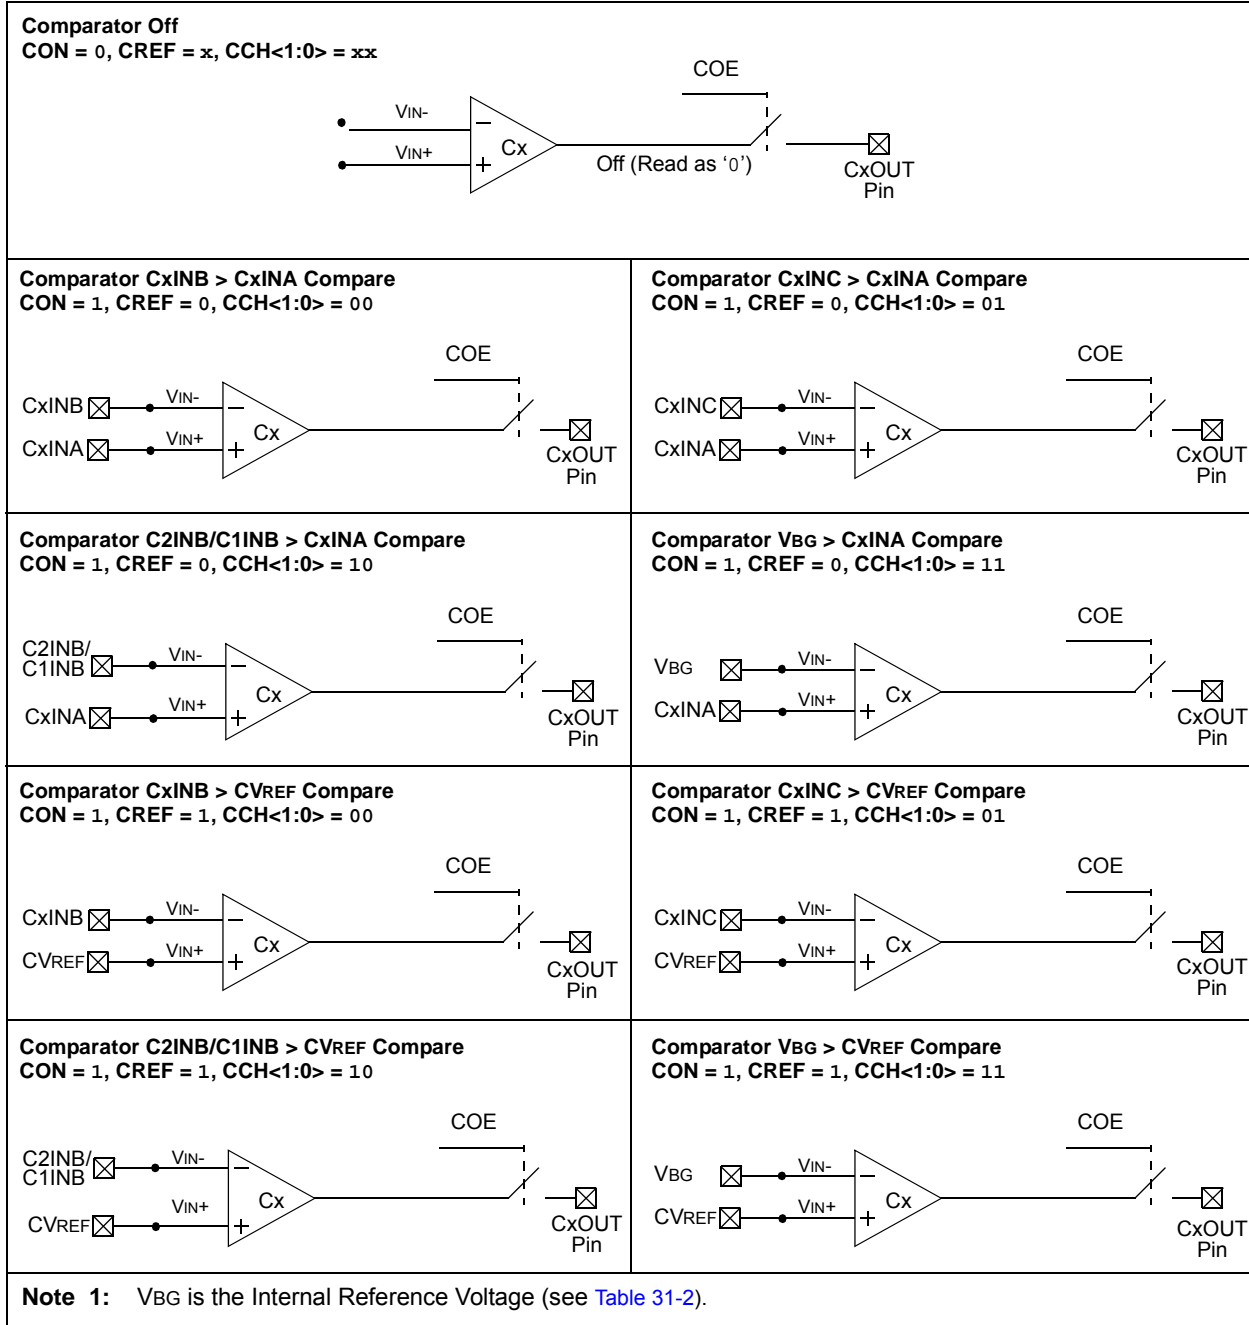 Comparator Off
CON = 0, CREF = x, CCH<1:0> = xx
COE
VIN-
VIN+
Cx
Off (Read as ‘0’)
CxOUT
Pin
Comparator CxINB > CxINA Compare
CON = 1, CREF = 0, CCH<1:0> = 00
COE
CxINB
VIN-
CxINA
VIN+
Cx
CxOUT
Pin
Comparator CxINC > CxINA Compare
CON = 1, CREF = 0, CCH<1:0> = 01
COE
CxINC
VIN-
CxINA
VIN+
Cx
CxOUT
Pin
Comparator C2INB/C1INB > CxINA Compare
CON = 1, CREF = 0, CCH<1:0> = 10
COE
C2INB/
C1INB
VIN-
CxINA
VIN+
Cx
CxOUT
Pin
Comparator VBG > CxINA Compare
CON = 1, CREF = 0, CCH<1:0> = 11
COE
VBG
VIN-
CxINA
VIN+
Cx
CxOUT
Pin
Comparator CxINB > CVREF Compare
CON = 1, CREF = 1, CCH<1:0> = 00
COE
CxINB
VIN-
CVREF
VIN+
Cx
CxOUT
Pin
Comparator CxINC > CVREF Compare
CON = 1, CREF = 1, CCH<1:0> = 01
COE
CxINC
VIN-
CVREF
VIN+
Cx
CxOUT
Pin
Comparator C2INB/C1INB > CVREF Compare
CON = 1, CREF = 1, CCH<1:0> = 10
COE
C2INB/
C1INB
VIN-
CVREF
VIN+
Cx
CxOUT
Pin
Comparator VBG > CVREF Compare
CON = 1, CREF = 1, CCH<1:0> = 11
COE
VBG
VIN-
CVREF
VIN+
Cx
CxOUT
Pin
Note 1: VBG is the Internal Reference Voltage (see Table 31-2).